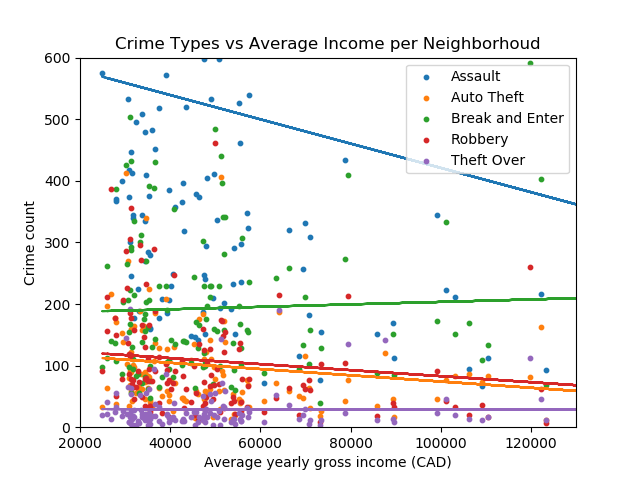 Crime Types vs Average Income per Neighborhoud
600
500
400
300
200
100
0
Crime count
Assault
Auto Theft
Break and Enter
Robbery
Theft Over
20000 40000 60000 80000 100000 120000
Average yearly gross income (CAD)